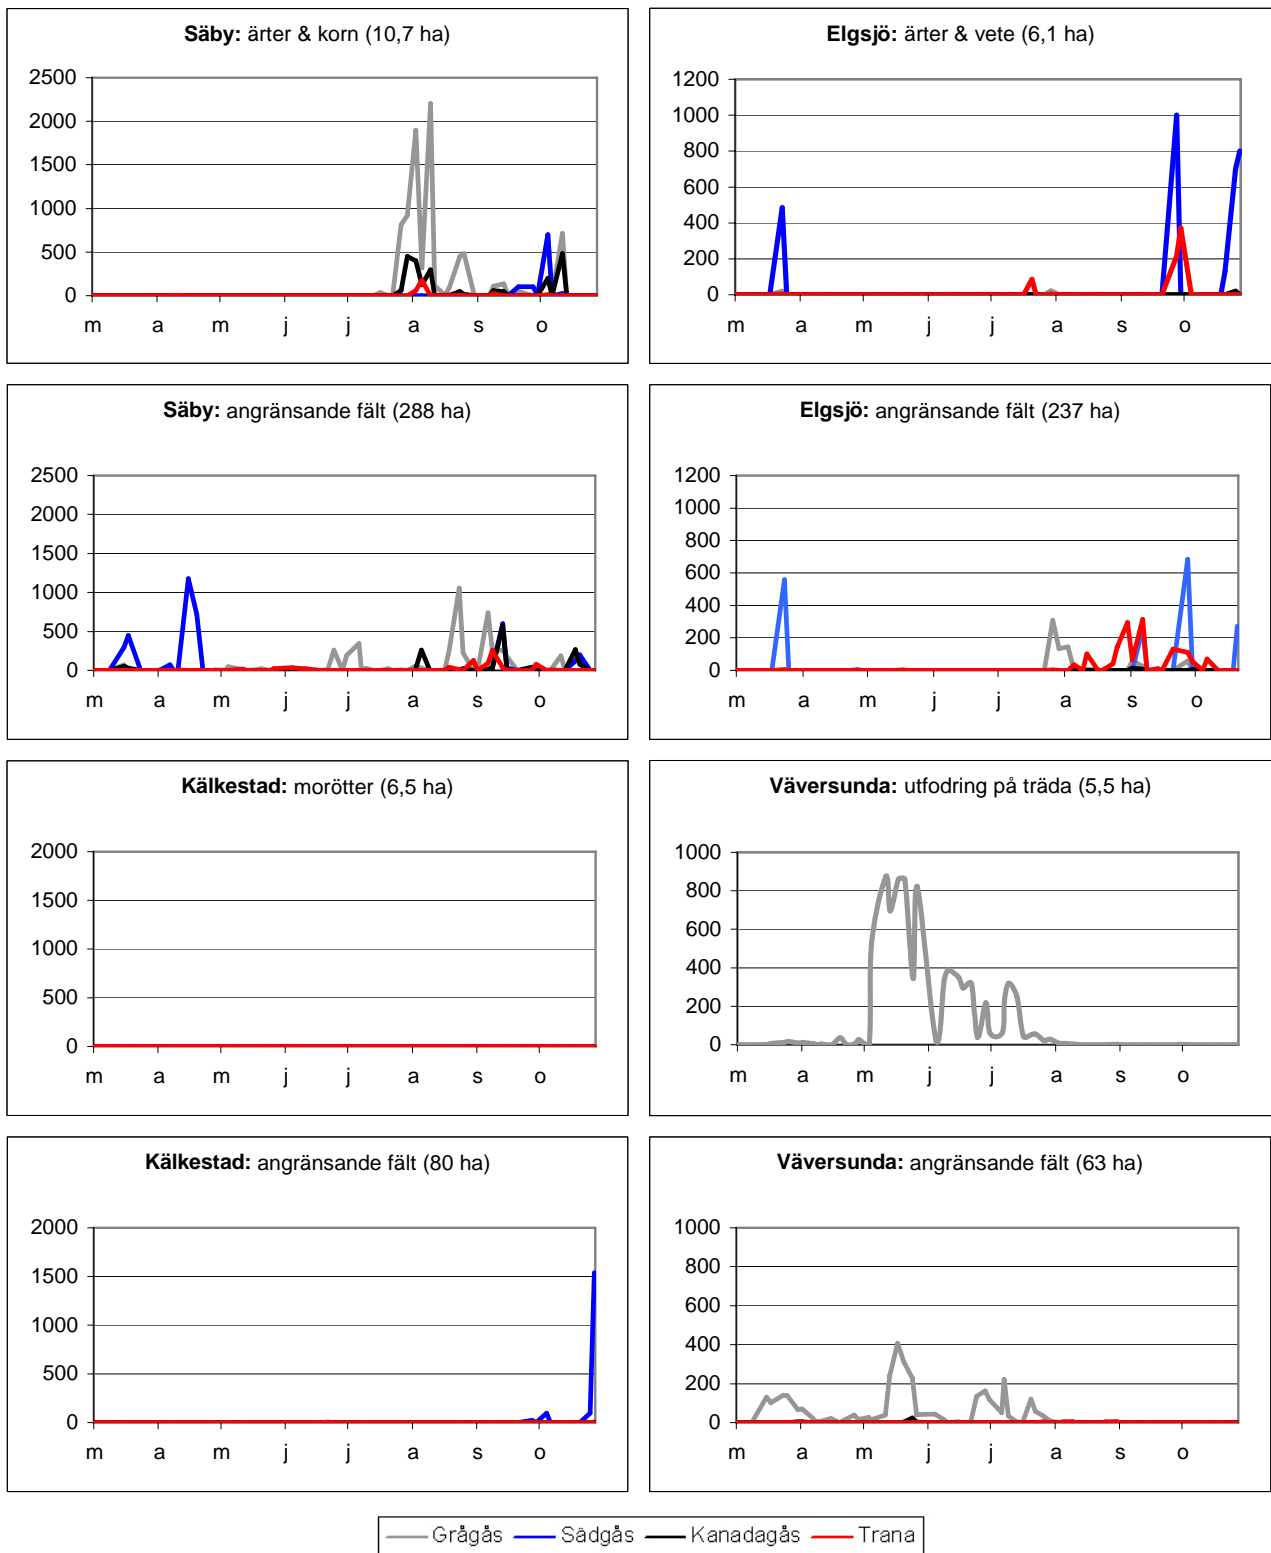 Säby: ärter & korn (10,7 ha)
2500
2000
1500
1000
500
0
m a m j j a s o
Elgsjö: ärter & vete (6,1 ha)
1200
1000
800
600
400
200
0
m a m j j a s o
Säby: angränsande fält (288 ha)
2500
2000
1500
1000
500
0
m a m j j a s o
Elgsjö: angränsande fält (237 ha)
1200
1000
800
600
400
200
0
m a m j j a s o
Kälkestad: morötter (6,5 ha)
2000
1500
1000
500
0
m a m j j a s o
Väversunda: utfodring på träda (5,5 ha)
1000
800
600
400
200
0
m a m j j a s o
Kälkestad: angränsande fält (80 ha)
2000
1500
1000
500
0
m a m j j a s o
Väversunda: angränsande fält (63 ha)
1000
800
600
400
200
0
m a m j j a s o
Grågås Sädgås Kanadagås Trana